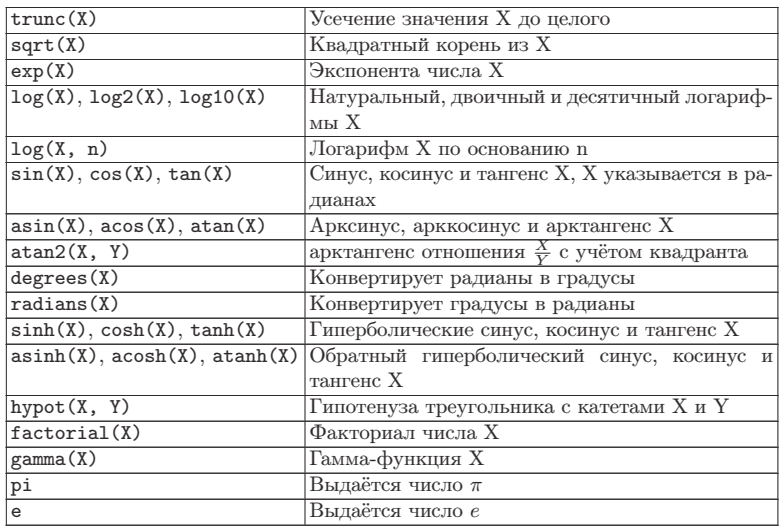 trunc(X) Усечение значения X до целого
sqrt(X) Квадратный корень из X
exp(X) Экспонента числа X
log(X), log2(X), log10(X) Натуральный, двоичный и десятичный логариф-
мы X
log(X, n) Логарифм X по основанию n
sin(X), cos(X), tan(X) Синус, косинус и тангенс X, X указывается в ра-
дианах
asin(X), acos(X), atan(X) Арксинус, арккосинус и арктангенс X
atan2(X, Y) арктангенс отношения X/Y с учётом квадранта
degrees(X) Конвертирует радианы в градусы
radians(X) Конвертирует градусы в радианы
sinh(X), cosh(X), tanh(X) Гиперболические синус, косинус и тангенс X
asinh(X), acosh(X), atanh(X) Обратный гиперболический синус, косинус и
тангенс X
hypot(X, Y) Гипотенуза треугольника с катетами X и Y
factorial(X) Факториал числа X
gamma(X) Гамма-функция X
pi Выдаётся число π
e Выдаётся число e